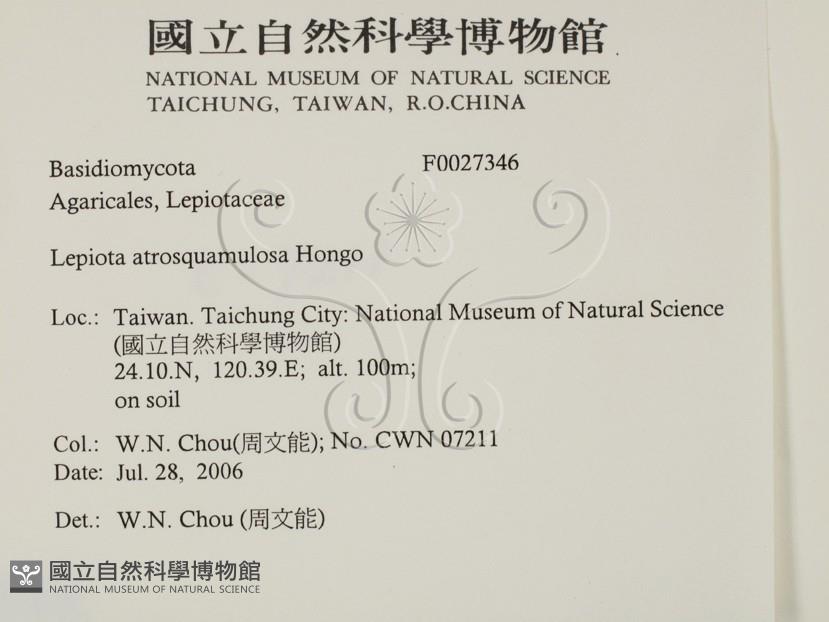 國立自然科學博物館
NATIONAL MUSEUM OF NATURAL SCIENCE
TAICHUNG, TAIWAN, R.O.CHINA
Basidiomycota F0027346
Agaricales, Lepiotaceae
Lepiota atrosquamulosa Hongo
Loc.: Taiwan. Taichung City: National Museum of Natural Science
(國立自然科學博物館)
24.10.N, 120.39.E; alt. 100m;
on soil
Col.: W.N. Chou(周文能); No. CWN 07211
Date: Jul. 28, 2006
Det.: W.N. Chou (周文能)
國立自然科學博物館
NATIONAL MUSEUM OF NATURAL SCIENCE